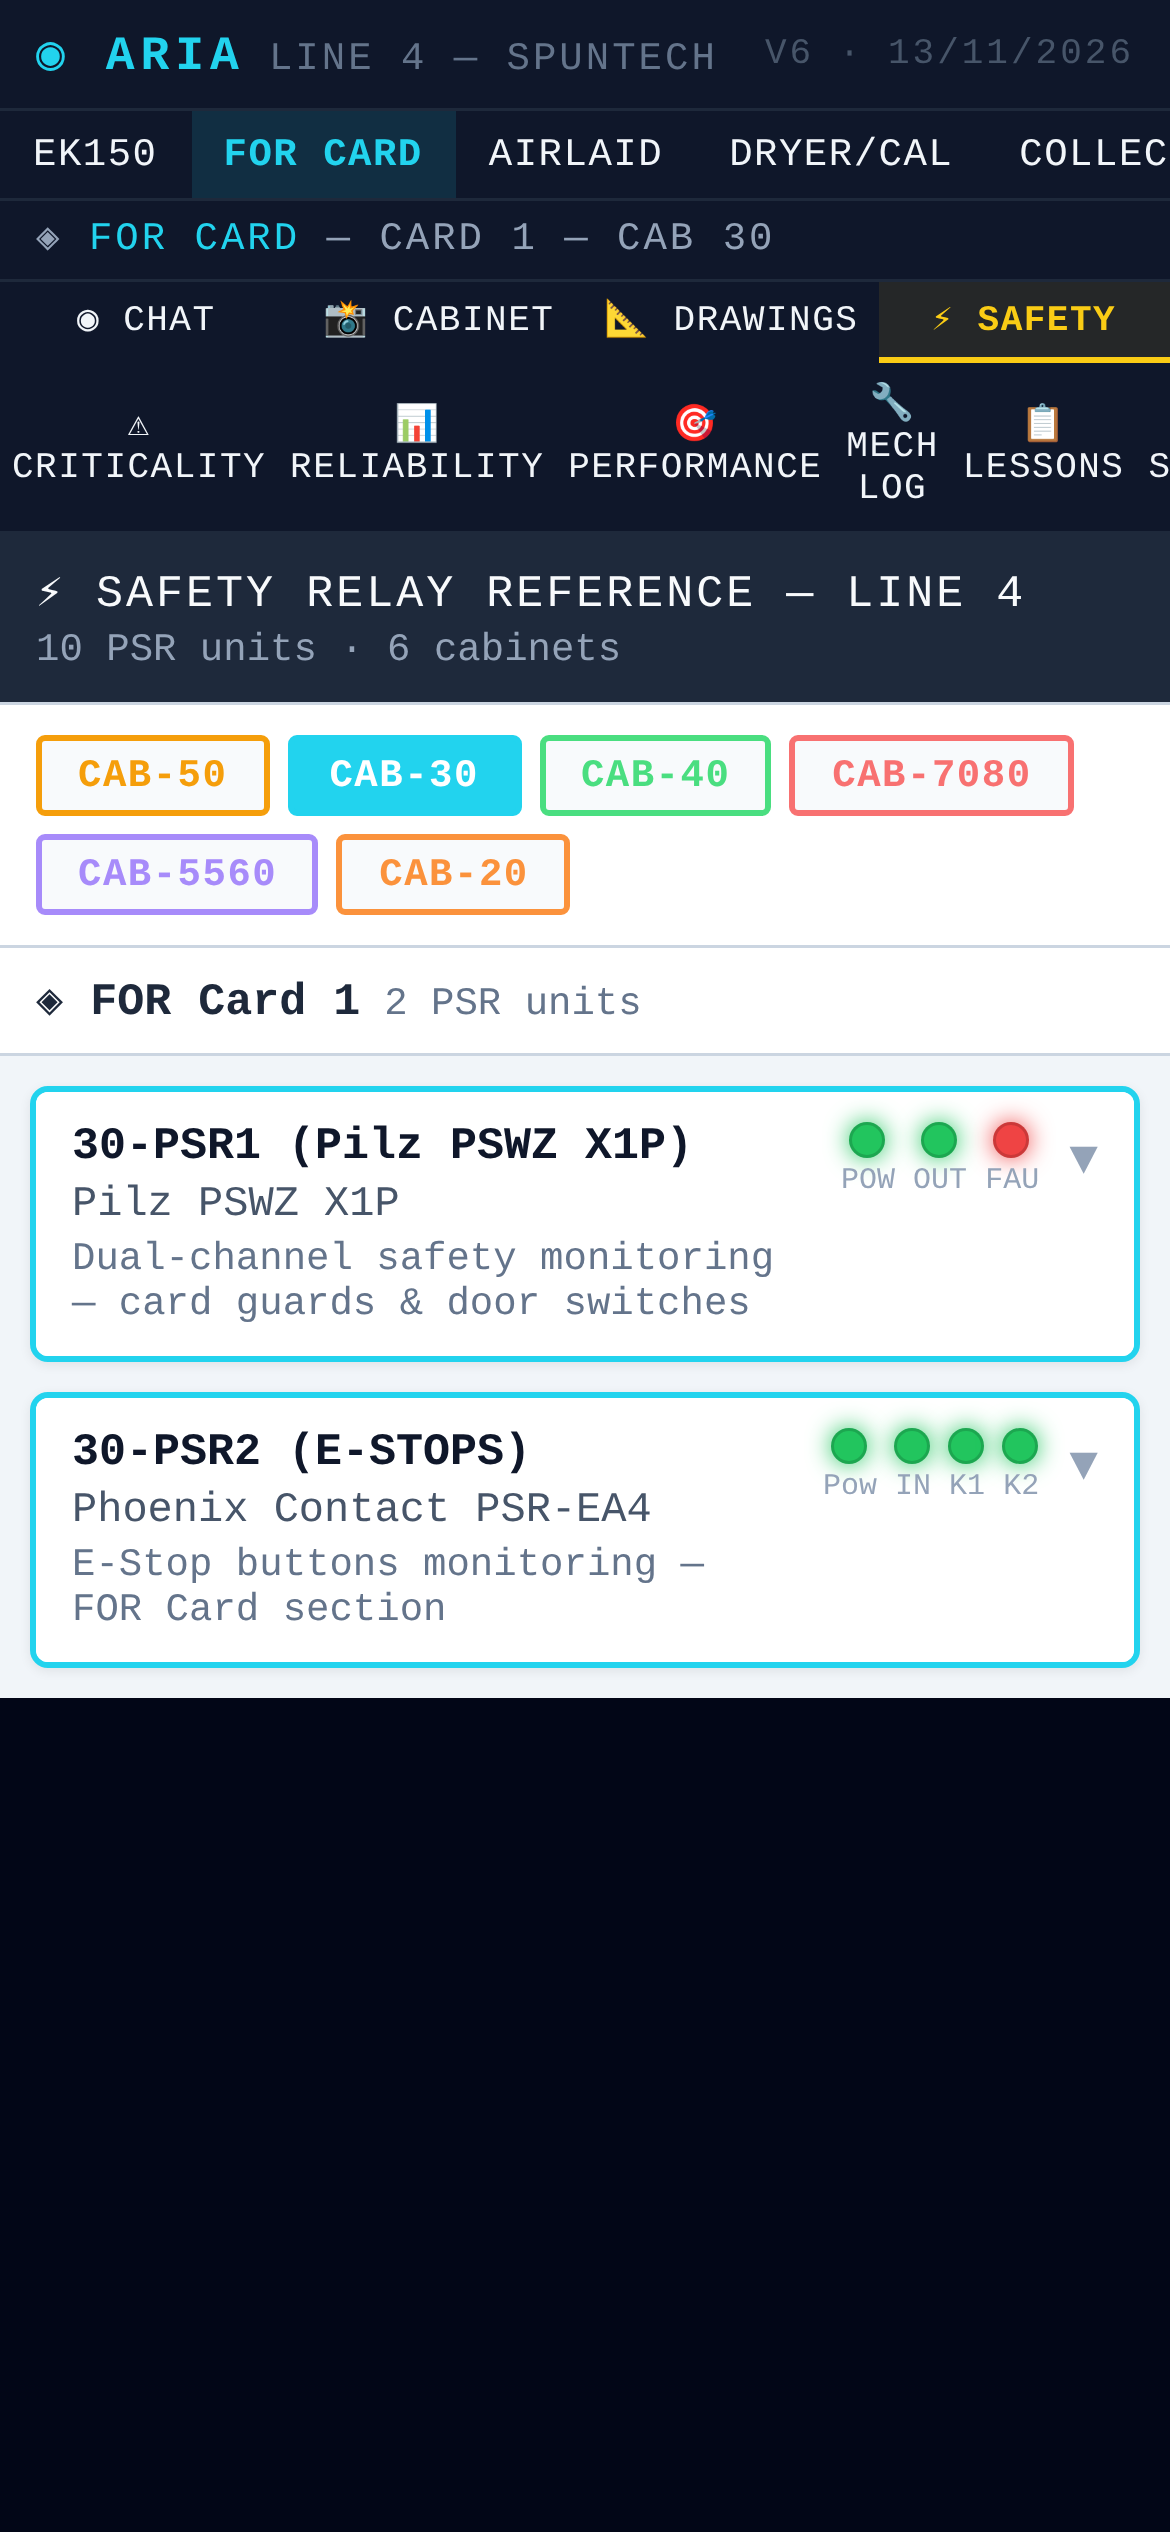 ◉ ARIA LINE 4 — SPUNTECH V6 · 13/11/2026
EK150 FOR CARD AIRLAID DRYER/CAL COLLEC
◈ FOR CARD — CARD 1 — CAB 30
◉ CHAT 📸 CABINET 📐 DRAWINGS ⚡ SAFETY
⚠ CRITICALITY 📊 RELIABILITY 🎯 PERFORMANCE 🔧 MECH LOG 📋 LESSONS S
⚡ SAFETY RELAY REFERENCE — LINE 4
10 PSR units · 6 cabinets
CAB-50 CAB-30 CAB-40 CAB-7080
CAB-5560 CAB-20
◈ FOR Card 1 2 PSR units
30-PSR1 (Pilz PSWZ X1P)
POW OUT FAU ▼
Pilz PSWZ X1P
Dual-channel safety monitoring
— card guards & door switches
30-PSR2 (E-STOPS)
Pow IN K1 K2 ▼
Phoenix Contact PSR-EA4
E-Stop buttons monitoring —
FOR Card section